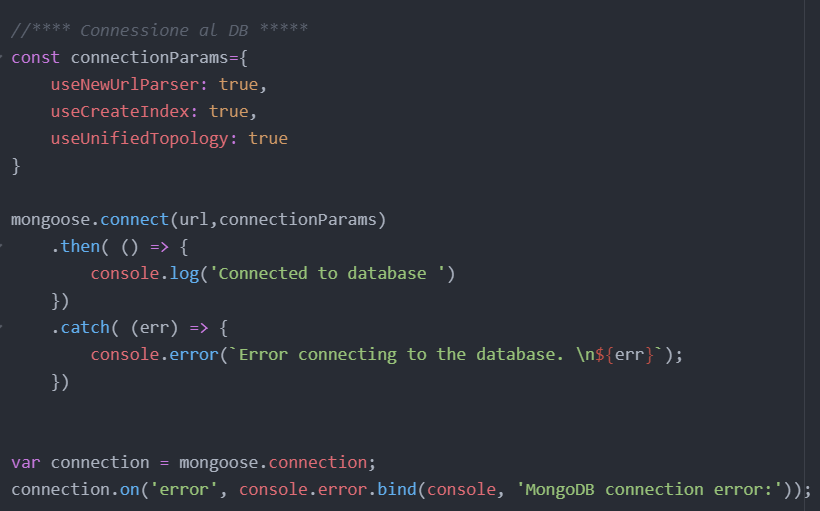 //**** Connessione al DB *****
const connectionParams={
    useNewUrlParser: true,
    useCreateIndex: true,
    useUnifiedTopology: true
}
mongoose.connect(url,connectionParams)
    .then( () => {
        console.log('Connected to database ')
    })
    .catch( (err) => {
        console.error(`Error connecting to the database. \n${err}`);
    })
var connection = mongoose.connection;
connection.on('error', console.error.bind(console, 'MongoDB connection error:'));